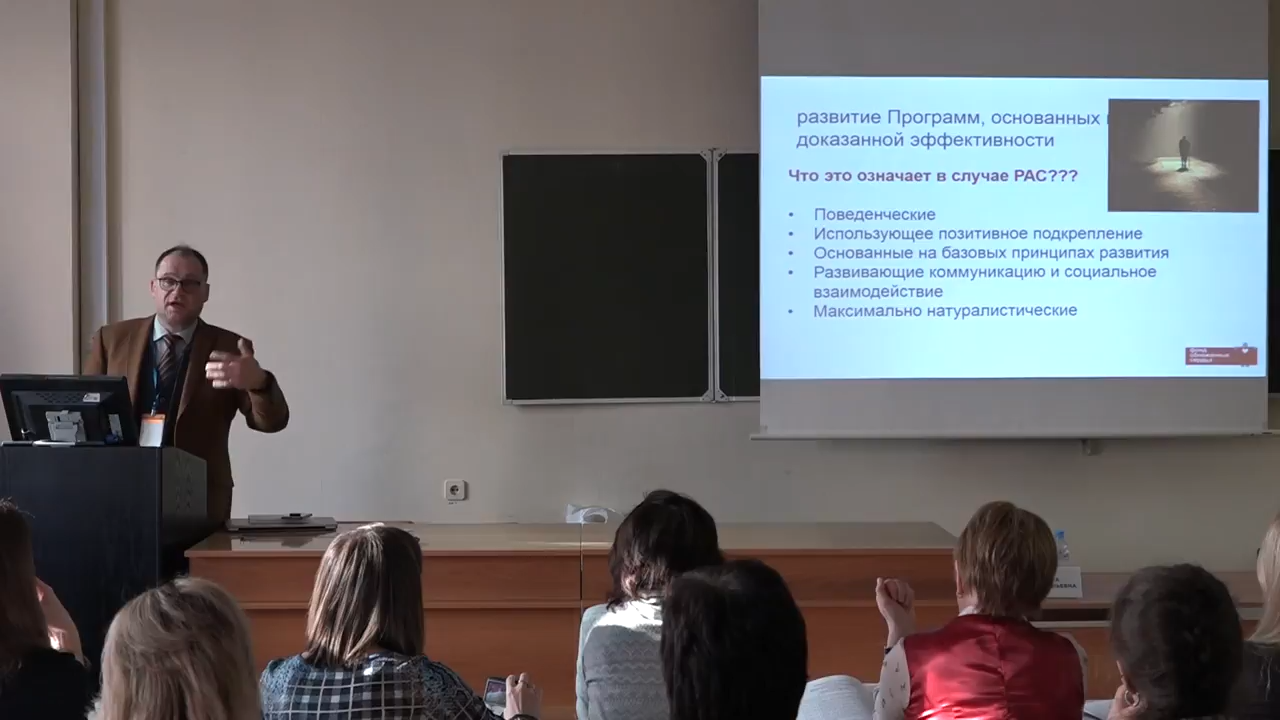 развитие Программ, основанных
доказанной эффективности
Что это означает в случае РАС???
• Поведенческие
• Использующее позитивное подкрепление
• Основанные на базовых принципах развития
• Развивающие коммуникацию и социальное
взаимодействие
• Максимально натуралистические